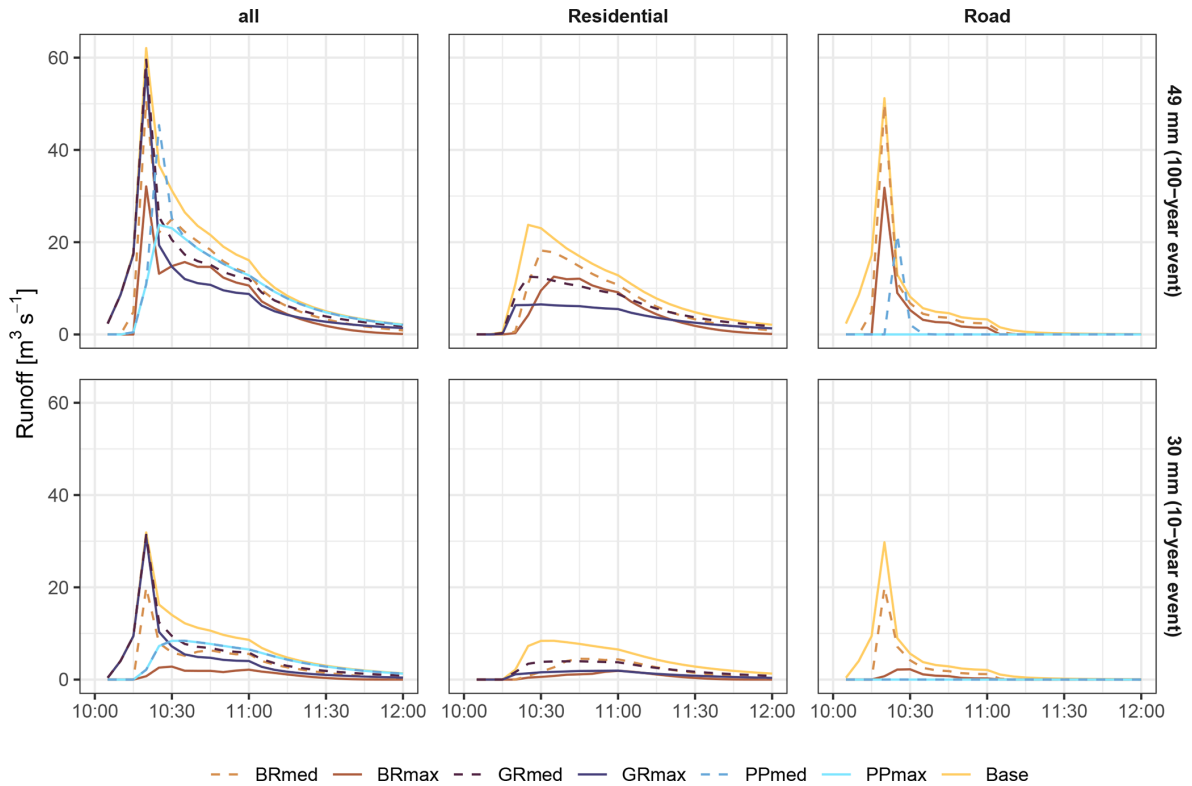 all Residential Road
60
40
20
0
49 mm (100−year event)
Runoff [m³ s⁻¹]
60
40
20
0
30 mm (10−year event)
10:00 10:30 11:00 11:30 12:00 10:00 10:30 11:00 11:30 12:00 10:00 10:30 11:00 11:30 12:00
BRmed BRmax GRmed GRmax PPmed PPmax Base